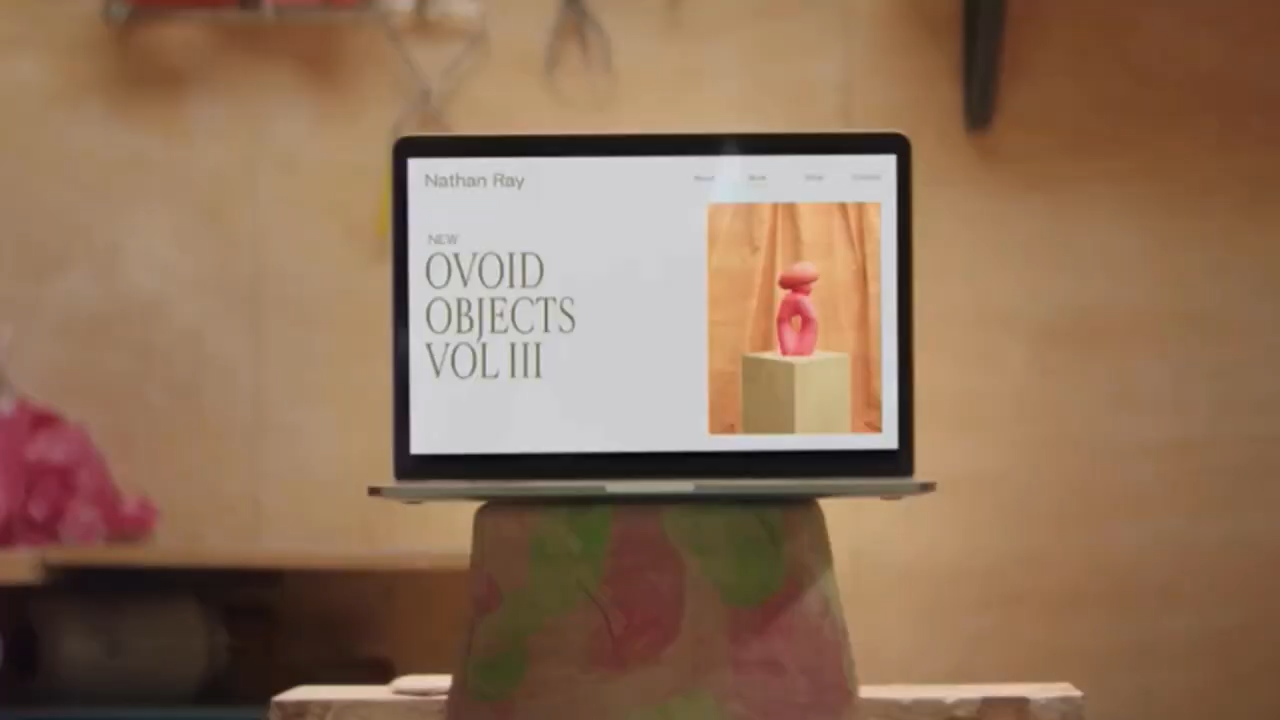 Nathan Ray
NEW
OVOID
OBJECTS
VOL III